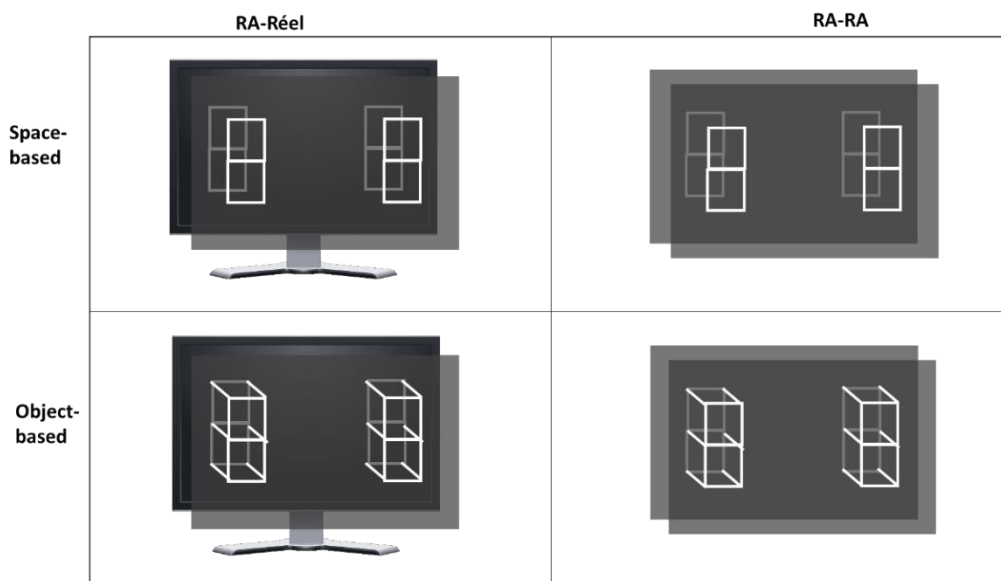 RA-Réel
RA-RA
Space-
based
Object-
based